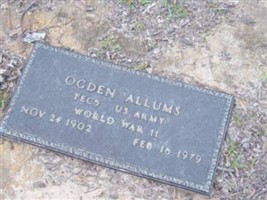 OGDEN ALLUMS
TEC5 US ARMY
WORLD WAR II
NOV 24 1902 FEB 16 1979